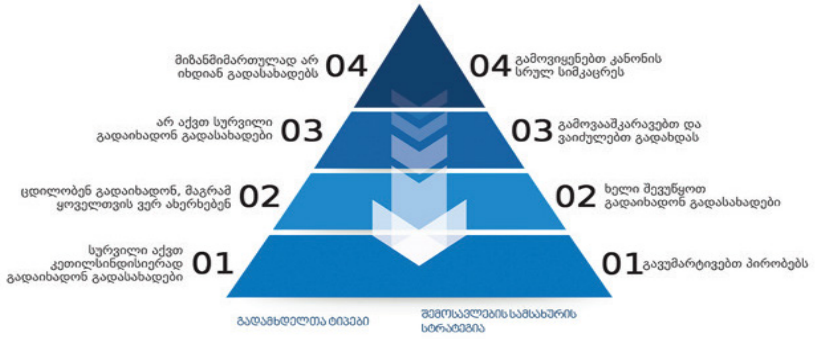 მიზანმიმართულად არ
იხდიან გადასახადებს
04
04
გამოვიყენებთ კანონის
სრულ სიმკაცრეს
არ აქვთ სურვილი
გადაიხადონ გადასახადები
03
03
გამოვააშკარავებთ და
ვაიძულებთ გადახდას
ცდილობენ გადაიხადონ, მაგრამ
ყოველთვის ვერ ახერხებენ
02
02
ხელი შევუწყოთ
გადაიხადონ გადასახადები
სურვილი აქვთ
კეთილსინდისიერად
გადაიხადონ გადასახადები
01
01
გავუმარტივებთ პირობებს
გადამხდელთა ტიპები
შემოსავლების სამსახურის
სტრატეგია